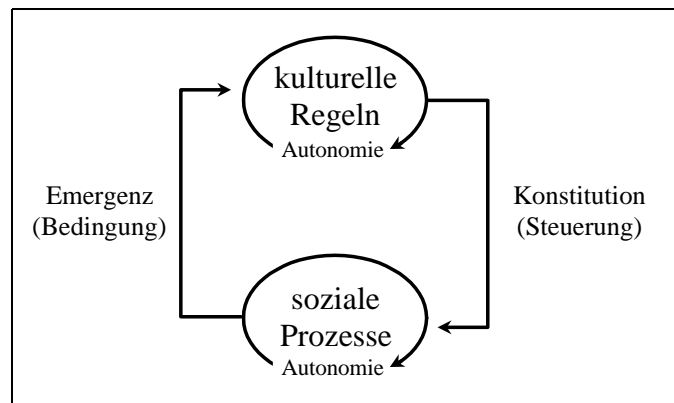 kulturelle
Regeln
Autonomie
Emergenz
(Bedingung)
Konstitution
(Steuerung)
soziale
Prozesse
Autonomie